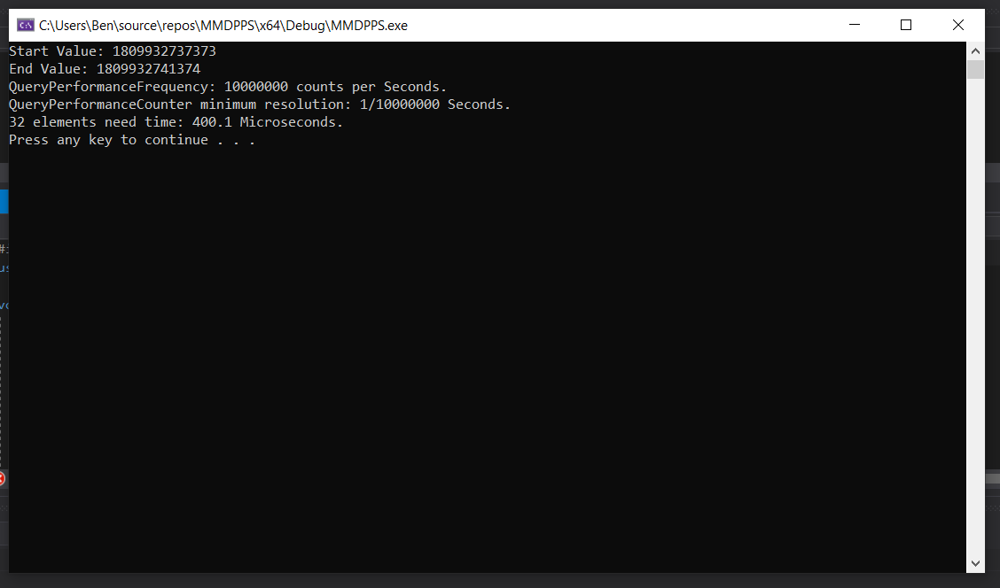 C:\Users\Ben\source\repos\MMDPPS\x64\Debug\MMDPPS.exe
Start Value: 1809932737373
End Value: 1809932741374
QueryPerformanceFrequency: 10000000 counts per Seconds.
QueryPerformanceCounter minimum resolution: 1/10000000 Seconds.
32 elements need time: 400.1 Microseconds.
Press any key to continue . . .